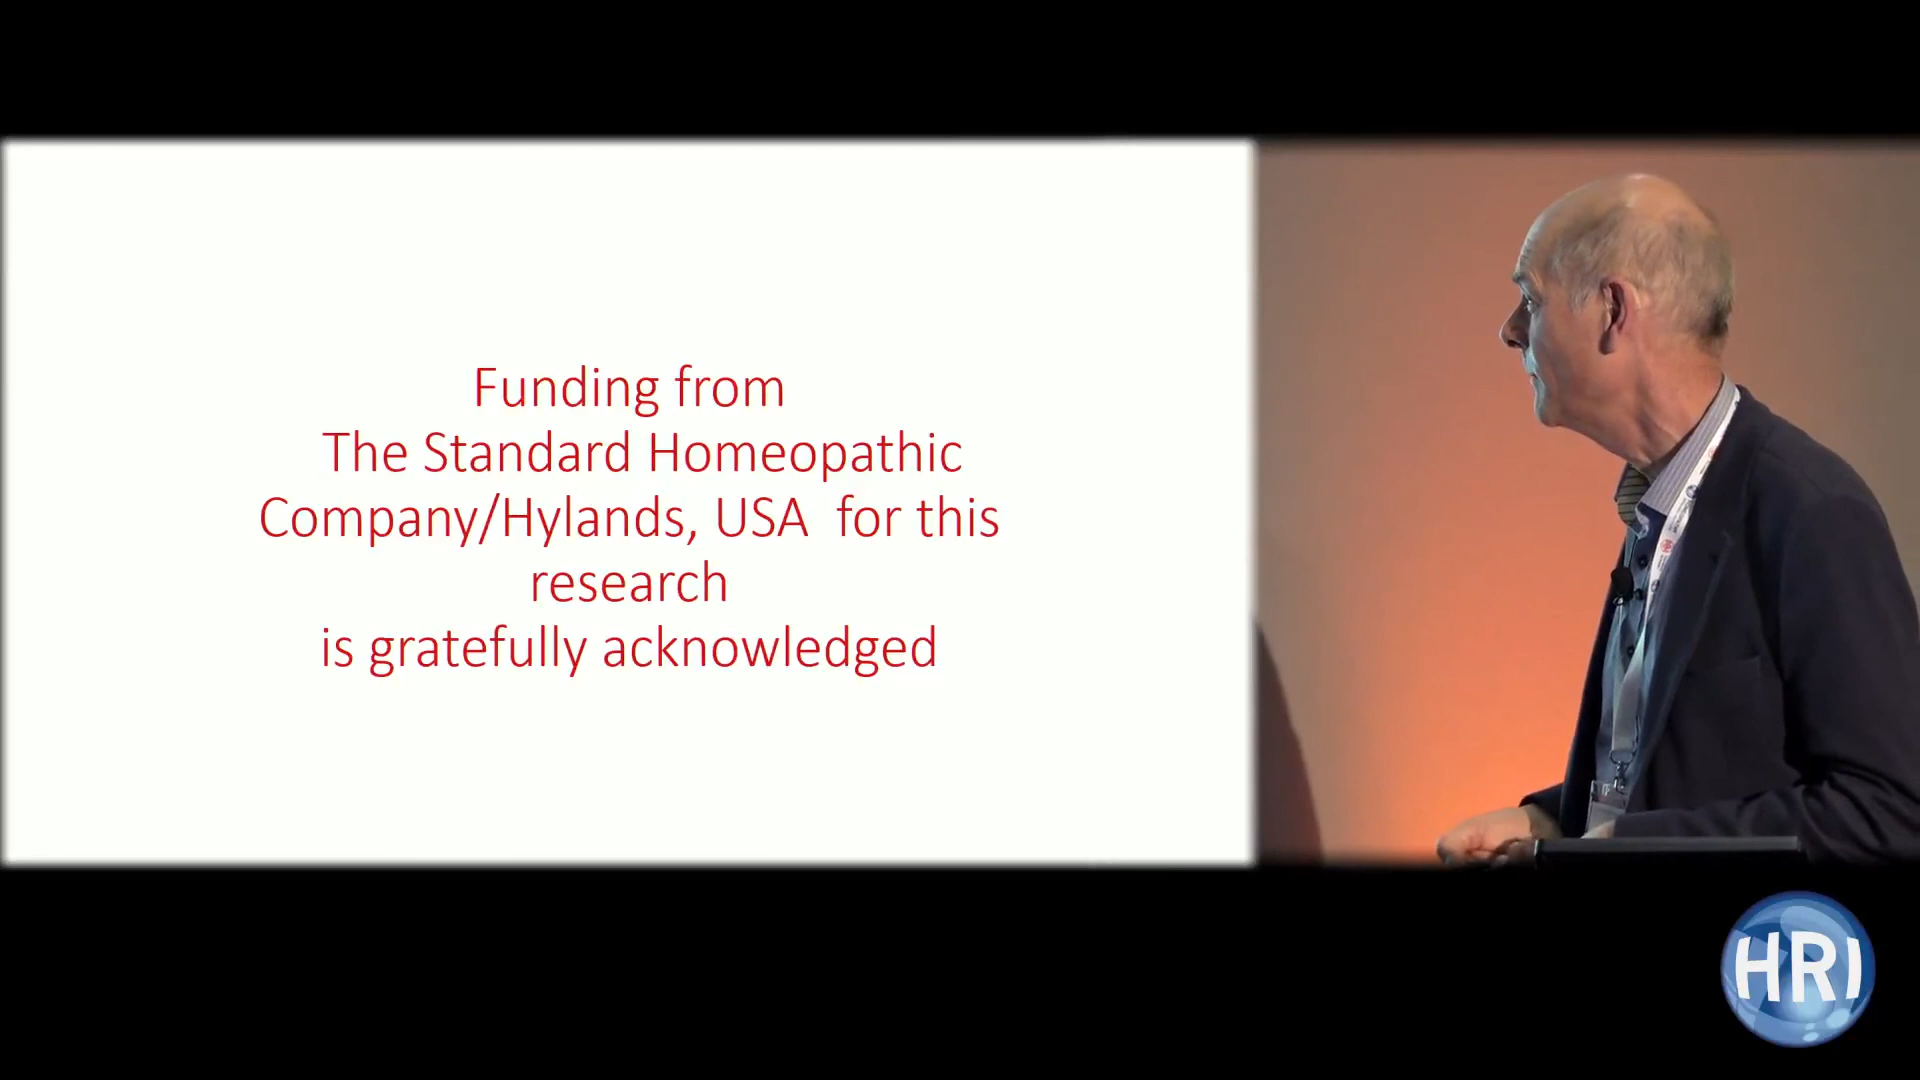 Funding from
The Standard Homeopathic
Company/Hylands, USA for this
research
is gratefully acknowledged
HRI